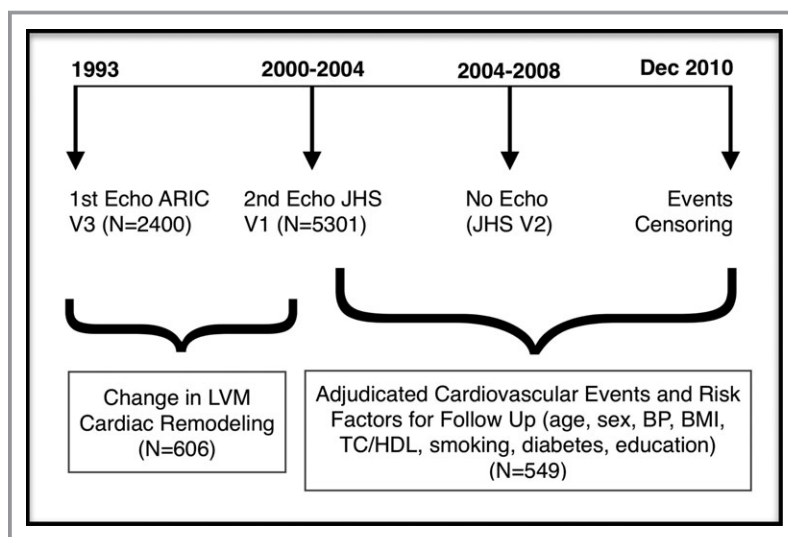 1993 2000-2004 2004-2008 Dec 2010
1st Echo ARIC
V3 (N=2400)
2nd Echo JHS
V1 (N=5301)
No Echo
(JHS V2)
Events
Censoring
Change in LVM
Cardiac Remodeling
(N=606)
Adjudicated Cardiovascular Events and Risk
Factors for Follow Up (age, sex, BP, BMI,
TC/HDL, smoking, diabetes, education)
(N=549)